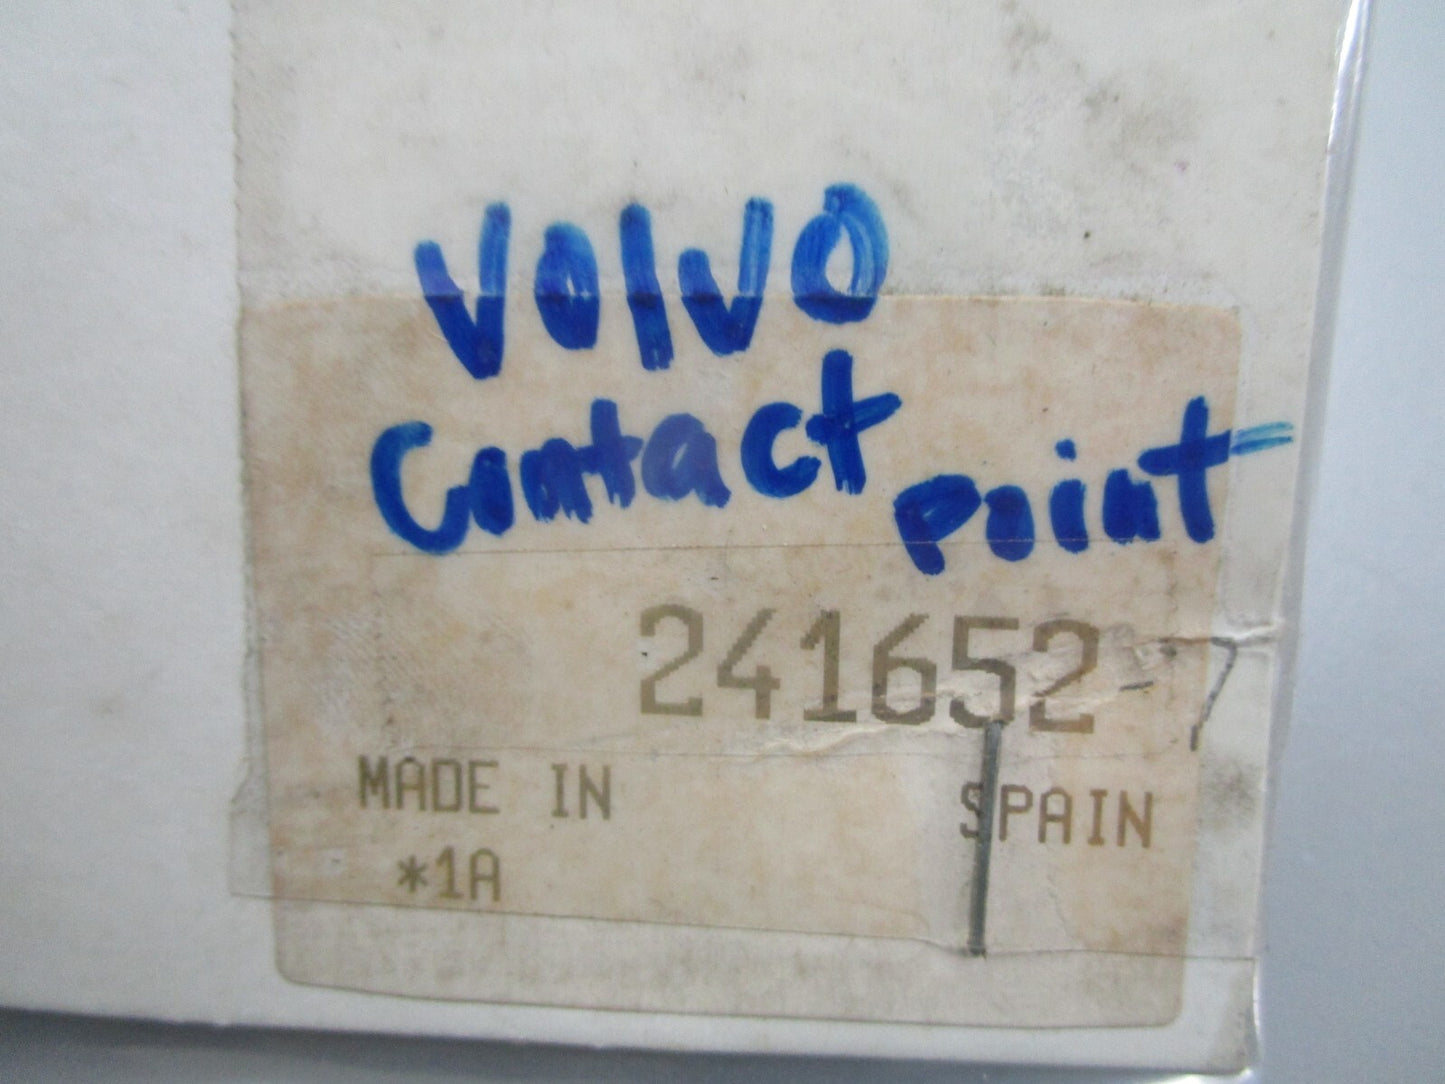 Volvo
contact point
241652-7
MADE IN SPAIN
*1A